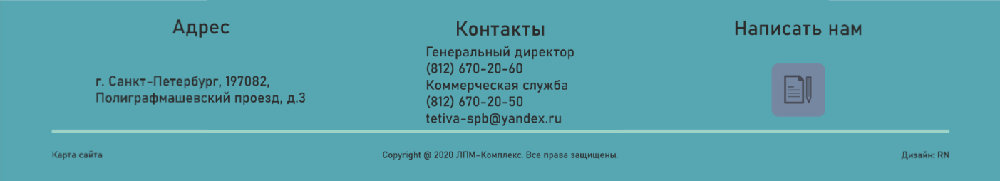 Адрес
г. Санкт-Петербург, 197082,
Полиграфмашевский проезд, д.3
Контакты
Генеральный директор
(812) 670-20-60
Коммерческая служба
(812) 670-20-50
tetiva-spb@yandex.ru
Написать нам
Карта сайта
Copyright @ 2020 ЛПМ-Комплекс. Все права защищены.
Дизайн: RN